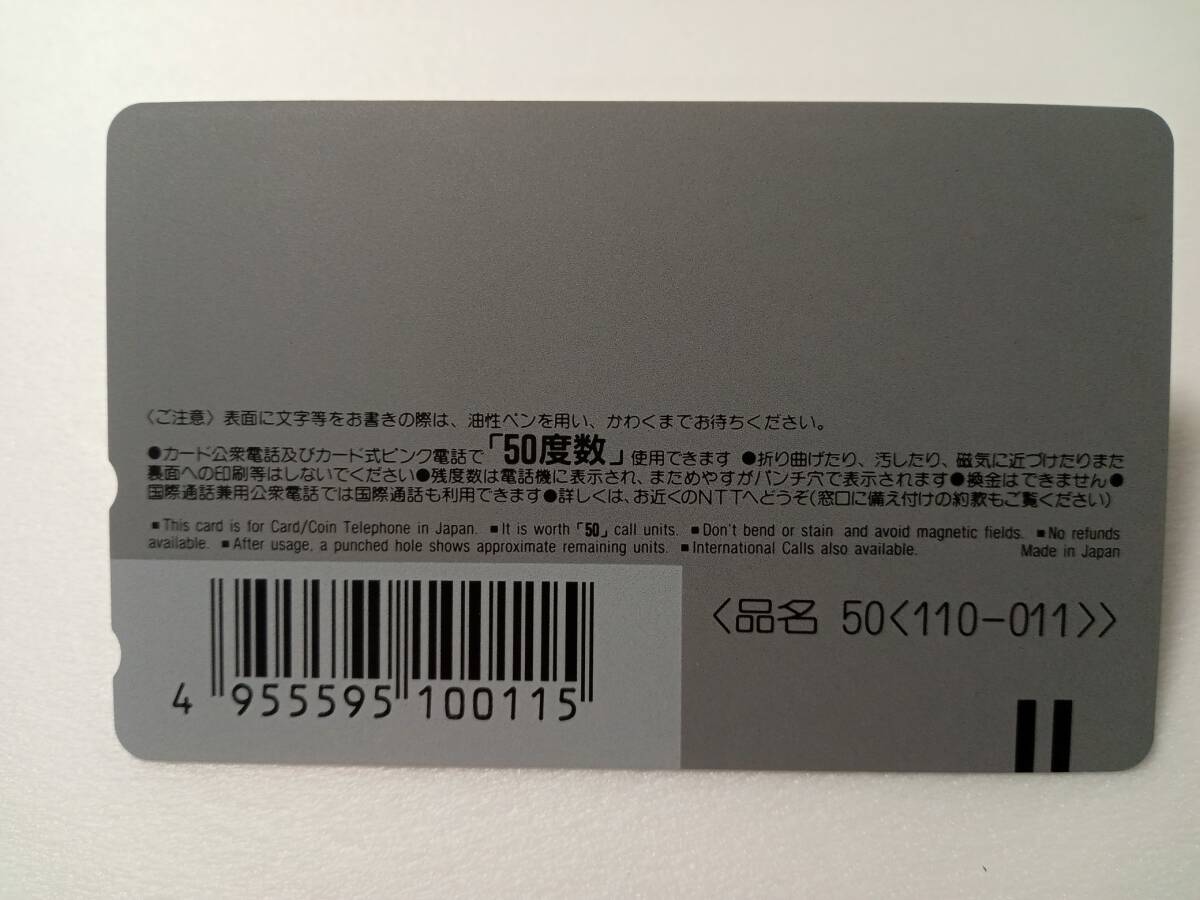 〈ご注意〉表面に文字等をお書きの際は、油性ペンを用い、かわくまでお待ちください。
●カード公衆電話及びカード式ピンク電話で「50度数」使用できます ●折り曲げたり、汚したり、磁気に近づけたりまた
裏面への印刷等はしないでください●残度数は電話機に表示され、まためやすがパンチ穴で表示されます●換金はできません●
国際通話兼用公衆電話では国際通話も利用できます●詳しくは、お近くのNTTへどうぞ(窓口に備え付けの約款もご覧ください)
■This card is for Card/Coin Telephone in Japan. ■It is worth「50」call units. ■Don't bend or stain and avoid magnetic fields. ■No refunds
available. ■After usage, a punched hole shows approximate remaining units. ■International Calls also available. Made in Japan
〈品名 50〈110-011〉〉
4 955595 100115